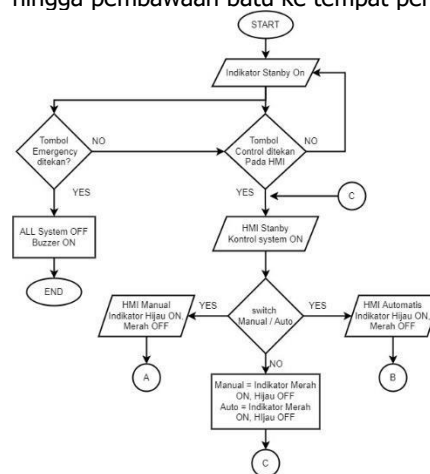 hingga pembawaan batu ke tempat
START
Indikator Stanby On
Tombol
Emergency
ditekan?
NO
Tombol
Control ditekan
Pada HMI
NO
YES
YES
C
ALL System OFF
Buzzer ON
HMI Stanby
Kontrol system ON
END
HMI Manual
Indikator Hijau ON,
Merah OFF
YES
switch
Manual / Auto
YES
HMI Automatis
Indikator Hijau ON,
Merah OFF
NO
A
B
Manual = Indikator Merah
ON, Hijau OFF
Auto = Indikator Merah
ON, Hijau OFF
C